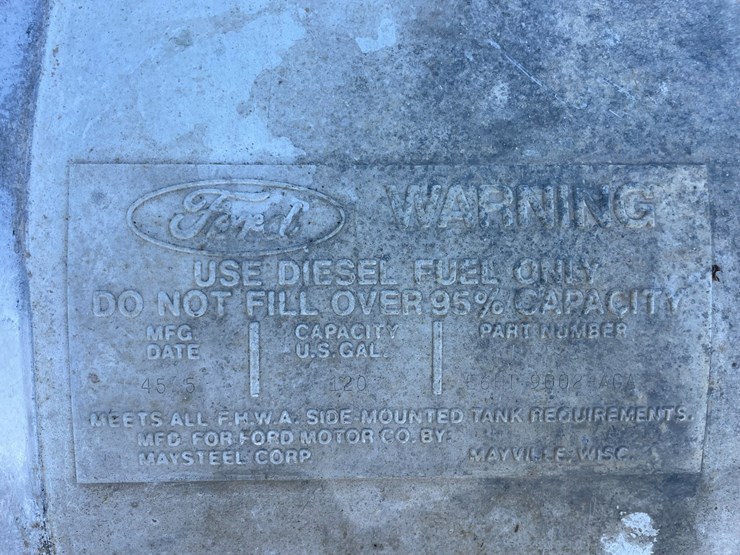 Ford WARNING
USE DIESEL FUEL ONLY
DO NOT FILL OVER 95% CAPACITY
MFG. DATE
CAPACITY U.S. GAL.
PART NUMBER
120
MEETS ALL F.H.W.A. SIDE-MOUNTED TANK REQUIREMENTS.
MFD. FOR FORD MOTOR CO. BY:
MAYSTEEL CORP. MAYVILLE, WISC.